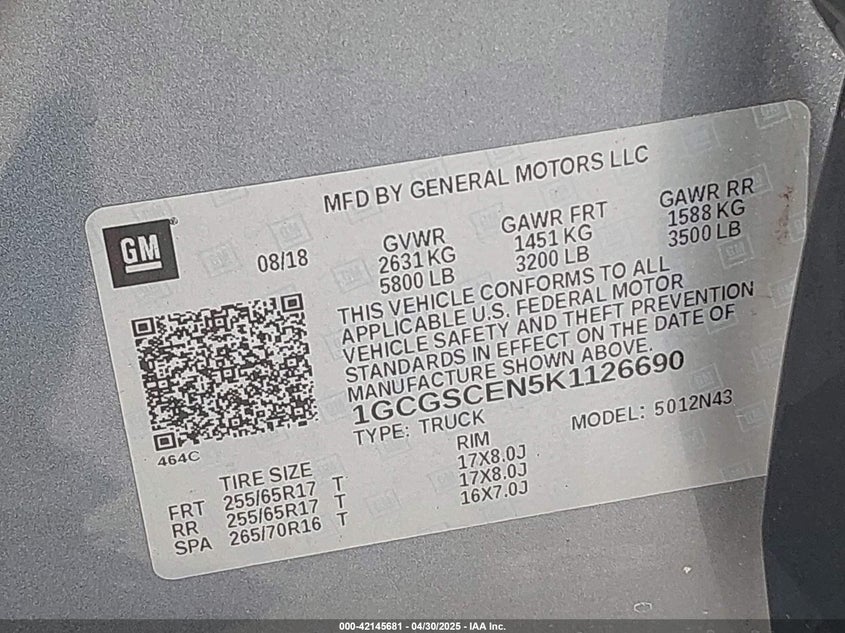 MFD BY GENERAL MOTORS LLC
GM
08/18
GVWR
2631 KG
5800 LB
GAWR FRT
1451 KG
3200 LB
GAWR RR
1588 KG
3500 LB
THIS VEHICLE CONFORMS TO ALL
APPLICABLE U.S. FEDERAL MOTOR
VEHICLE SAFETY AND THEFT PREVENTION
STANDARDS IN EFFECT ON THE DATE OF
MANUFACTURE SHOWN ABOVE.
1GCGSCEN5K1126690
TYPE: TRUCK
MODEL: 5012N43
464C
TIRE SIZE
RIM
FRT 255/65R17 T 17X8.0J
RR 255/65R17 T 17X8.0J
SPA 265/70R16 T 16X7.0J
000-42145681 - 04/30/2025 - IAA Inc.